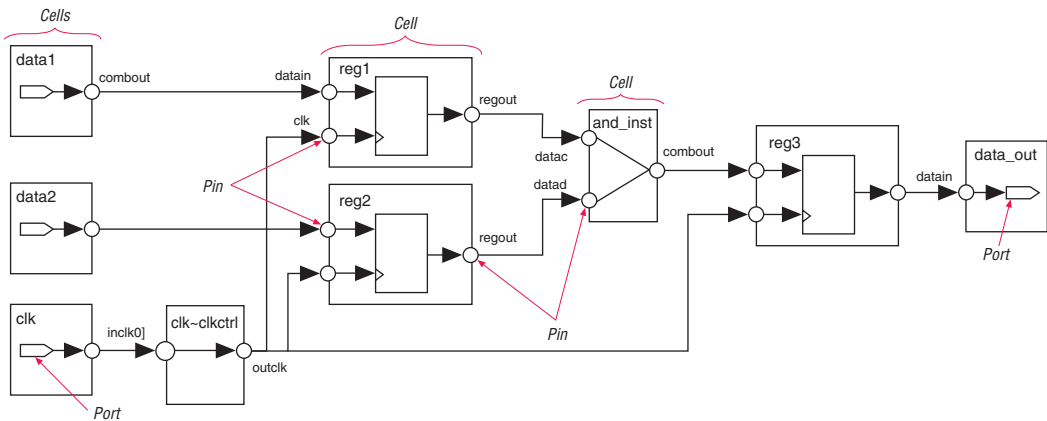 Cells
Cell
data1
combout
datain
reg1
clk
regout
Cell
and_inst
datac
combout
reg3
datain
data_out
Port
Pin
data2
reg2
datad
regout
Pin
clk
inclk0]
clk~clkctrl
outclk
Port